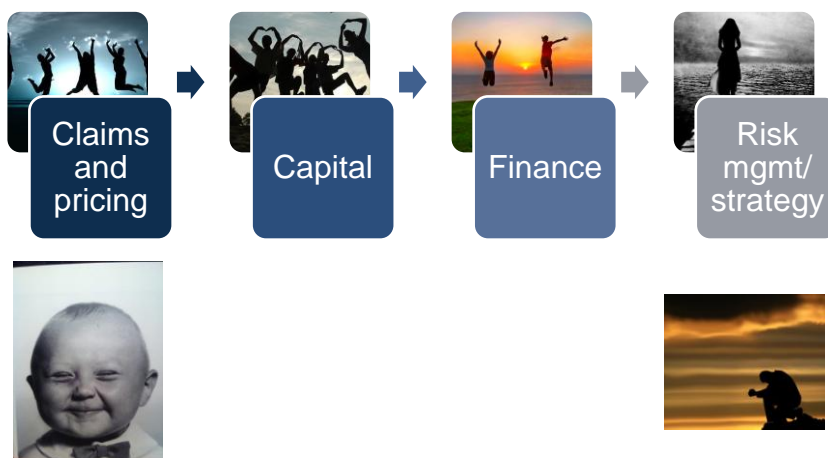 Claims
and
pricing
Capital
Finance
Risk
mgmt/
strategy